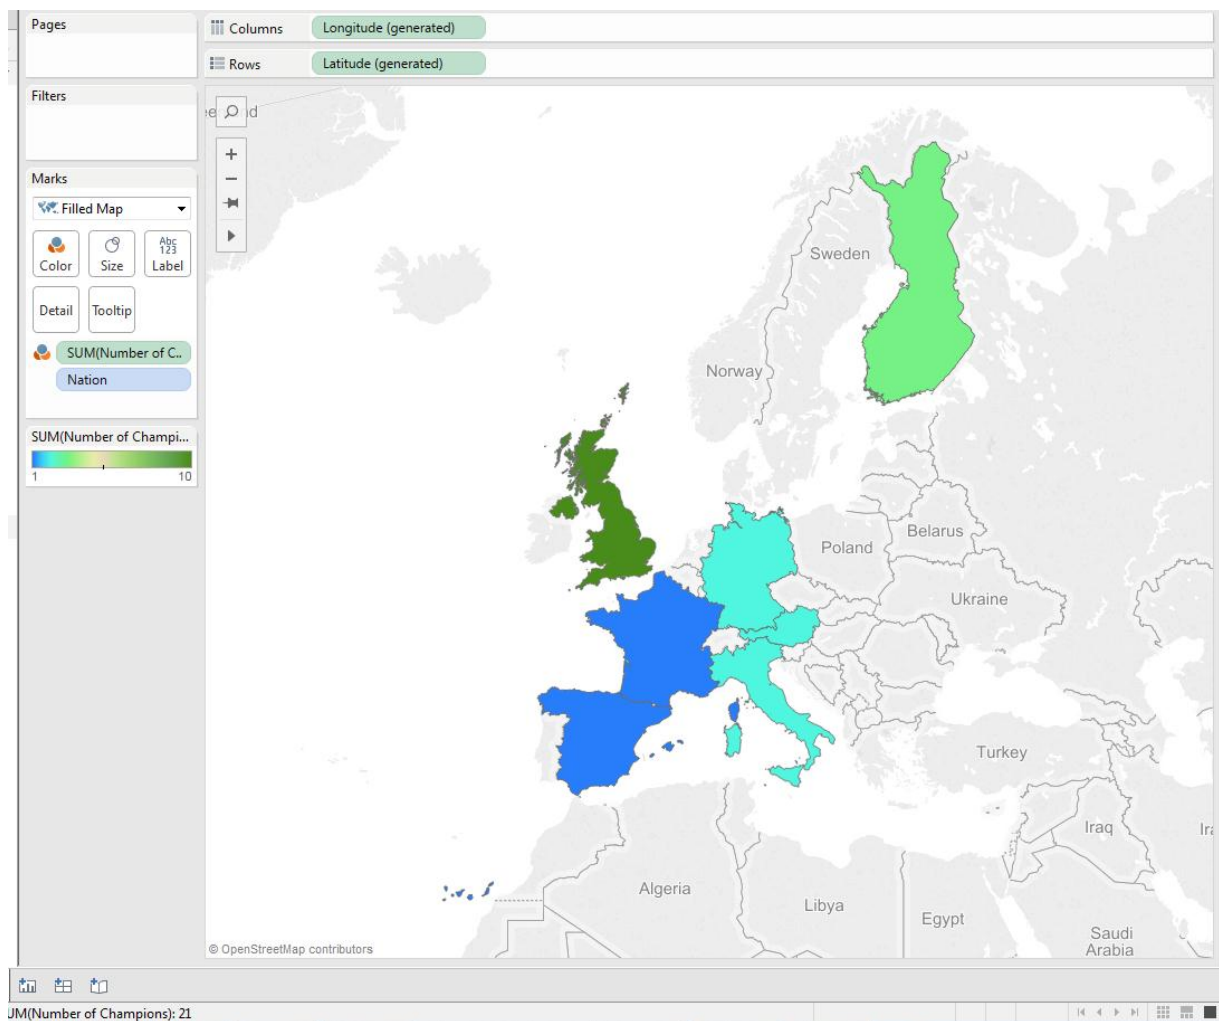 Pages
Columns
Longitude (generated)
Rows
Latitude (generated)
Filters
Marks
Filled Map
Color
Size
Abc
123
Label
Detail
Tooltip
SUM(Number of C..
Nation
SUM(Number of Champi...
1
10
Sweden
Norway
Belarus
Poland
Ukraine
Turkey
Iraq
Algeria
Libya
Egypt
Saudi
Arabia
© OpenStreetMap contributors
UM(Number of Champions): 21